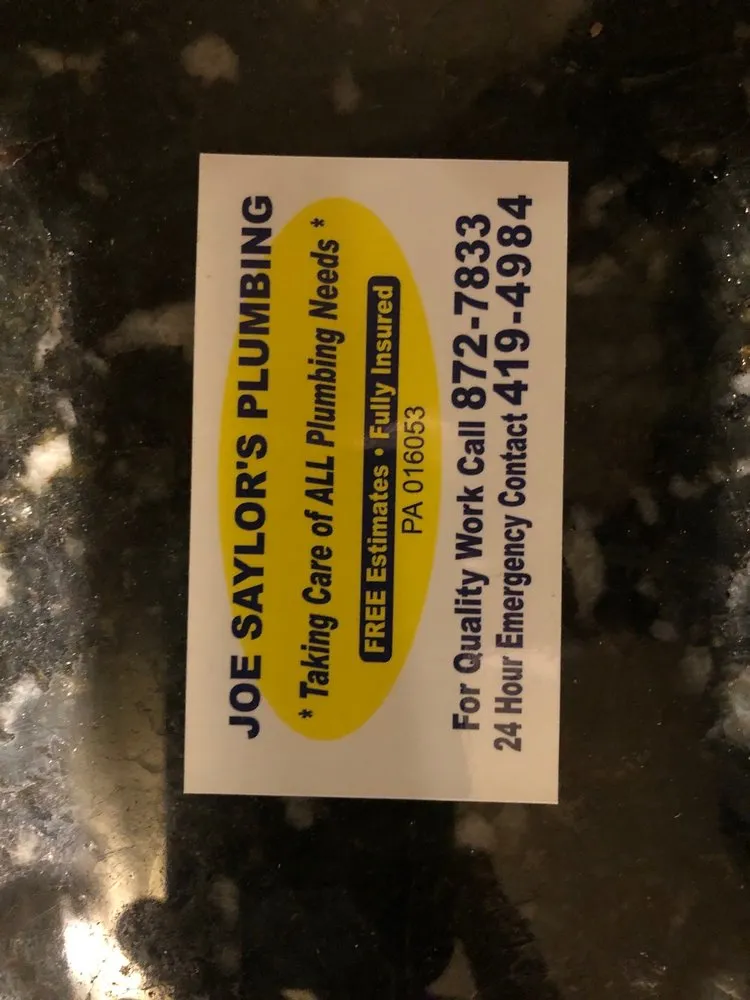 JOE SAYLOR'S PLUMBING
* Taking Care of ALL Plumbing Needs *
FREE Estimates • Fully Insured
PA 016053
For Quality Work Call 872-7833
24 Hour Emergency Contact 419-4984